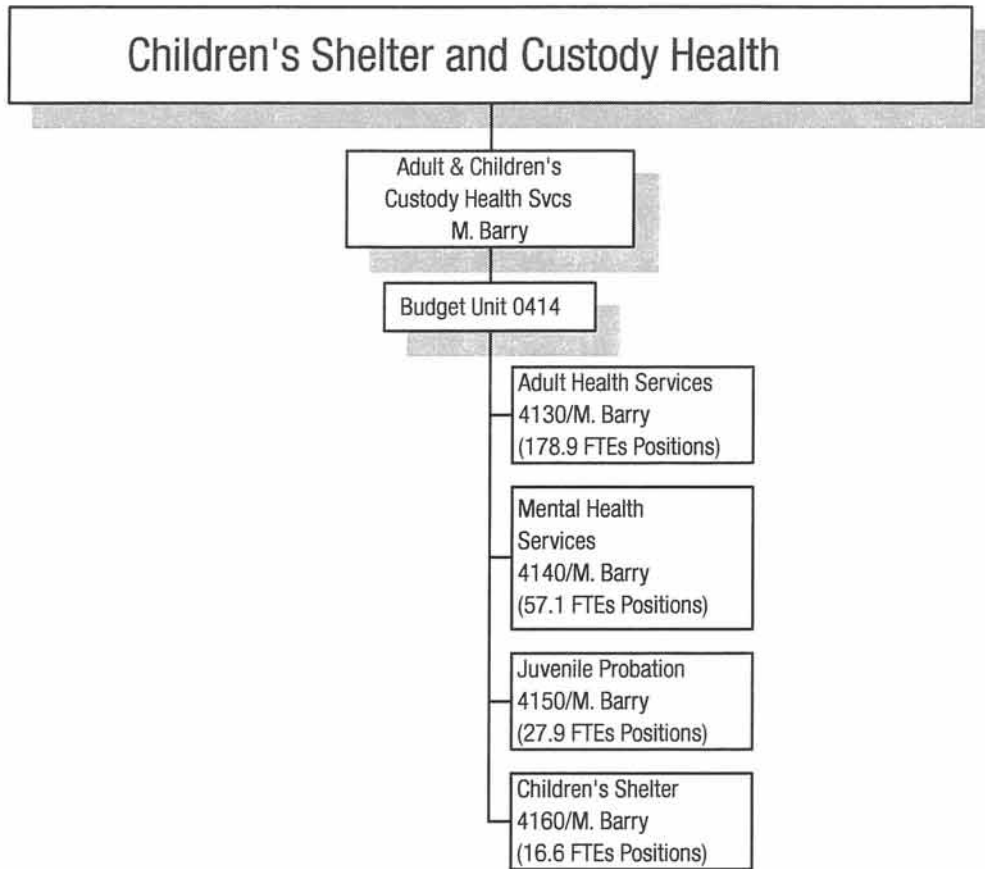 Children's Shelter and Custody Health
Adult & Children's
Custody Health Svcs
M. Barry
Budget Unit 0414
Adult Health Services
4130/M. Barry
(178.9 FTEs Positions)
Mental Health
Services
4140/M. Barry
(57.1 FTEs Positions)
Juvenile Probation
4150/M. Barry
(27.9 FTEs Positions)
Children's Shelter
4160/M. Barry
(16.6 FTEs Positions)